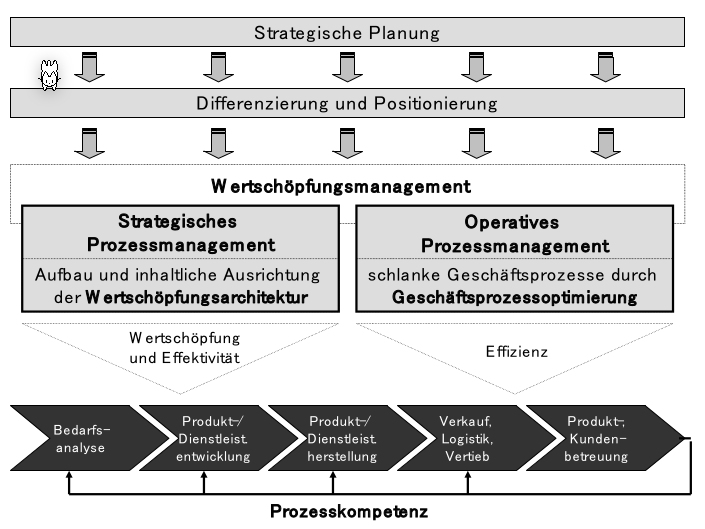 Strategische Planung
Differenzierung und Positionierung
Wertschöpfungsmanagement
Strategisches
Prozessmanagement
Aufbau und inhaltliche Ausrichtung
der Wertschöpfungsarchitektur
Operatives
Prozessmanagement
schlanke Geschäftsprozesse durch
Geschäftsprozessoptimierung
Wertschöpfung
und Effektivität
Effizienz
Bedarfs-
analyse
Produkt-/
Dienstleist.
entwicklung
Produkt-/
Dienstleist.
herstellung
Verkauf,
Logistik,
Vertieb
Produkt-,
Kunden-
betreuung
Prozesskompetenz